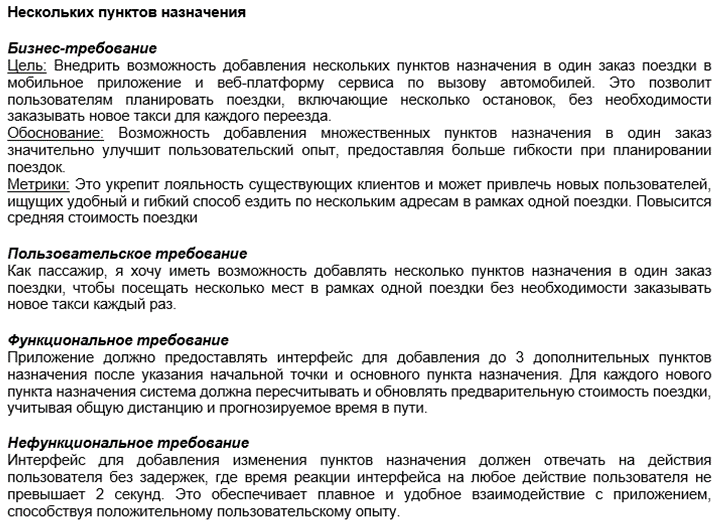 Нескольких пунктов назначения
Бизнес-требование
Цель: Внедрить возможность добавления нескольких пунктов назначения в один заказ поездки в
мобильное приложение и веб-платформу сервиса по вызову автомобилей. Это позволит
пользователям планировать поездки, включающие несколько остановок, без необходимости
заказывать новое такси для каждого переезда.
Обоснование: Возможность добавления множественных пунктов назначения в один заказ
значительно улучшит пользовательский опыт, предоставляя больше гибкости при планировании
поездок.
Метрики: Это укрепит лояльность существующих клиентов и может привлечь новых пользователей,
ищущих удобный и гибкий способ ездить по нескольким адресам в рамках одной поездки. Повысится
средняя стоимость поездки
Пользовательское требование
Как пассажир, я хочу иметь возможность добавлять несколько пунктов назначения в один заказ
поездки, чтобы посещать несколько мест в рамках одной поездки без необходимости заказывать
новое такси каждый раз.
Функциональное требование
Приложение должно предоставлять интерфейс для добавления до 3 дополнительных пунктов
назначения после указания начальной точки и основного пункта назначения. Для каждого нового
пункта назначения система должна пересчитывать и обновлять предварительную стоимость поездки,
учитывая общую дистанцию и прогнозируемое время в пути.
Нефункциональное требование
Интерфейс для добавления изменения пунктов назначения должен отвечать на действия
пользователя без задержек, где время реакции интерфейса на любое действие пользователя не
превышает 2 секунд. Это обеспечивает плавное и удобное взаимодействие с приложением,
способствуя положительному пользовательскому опыту.